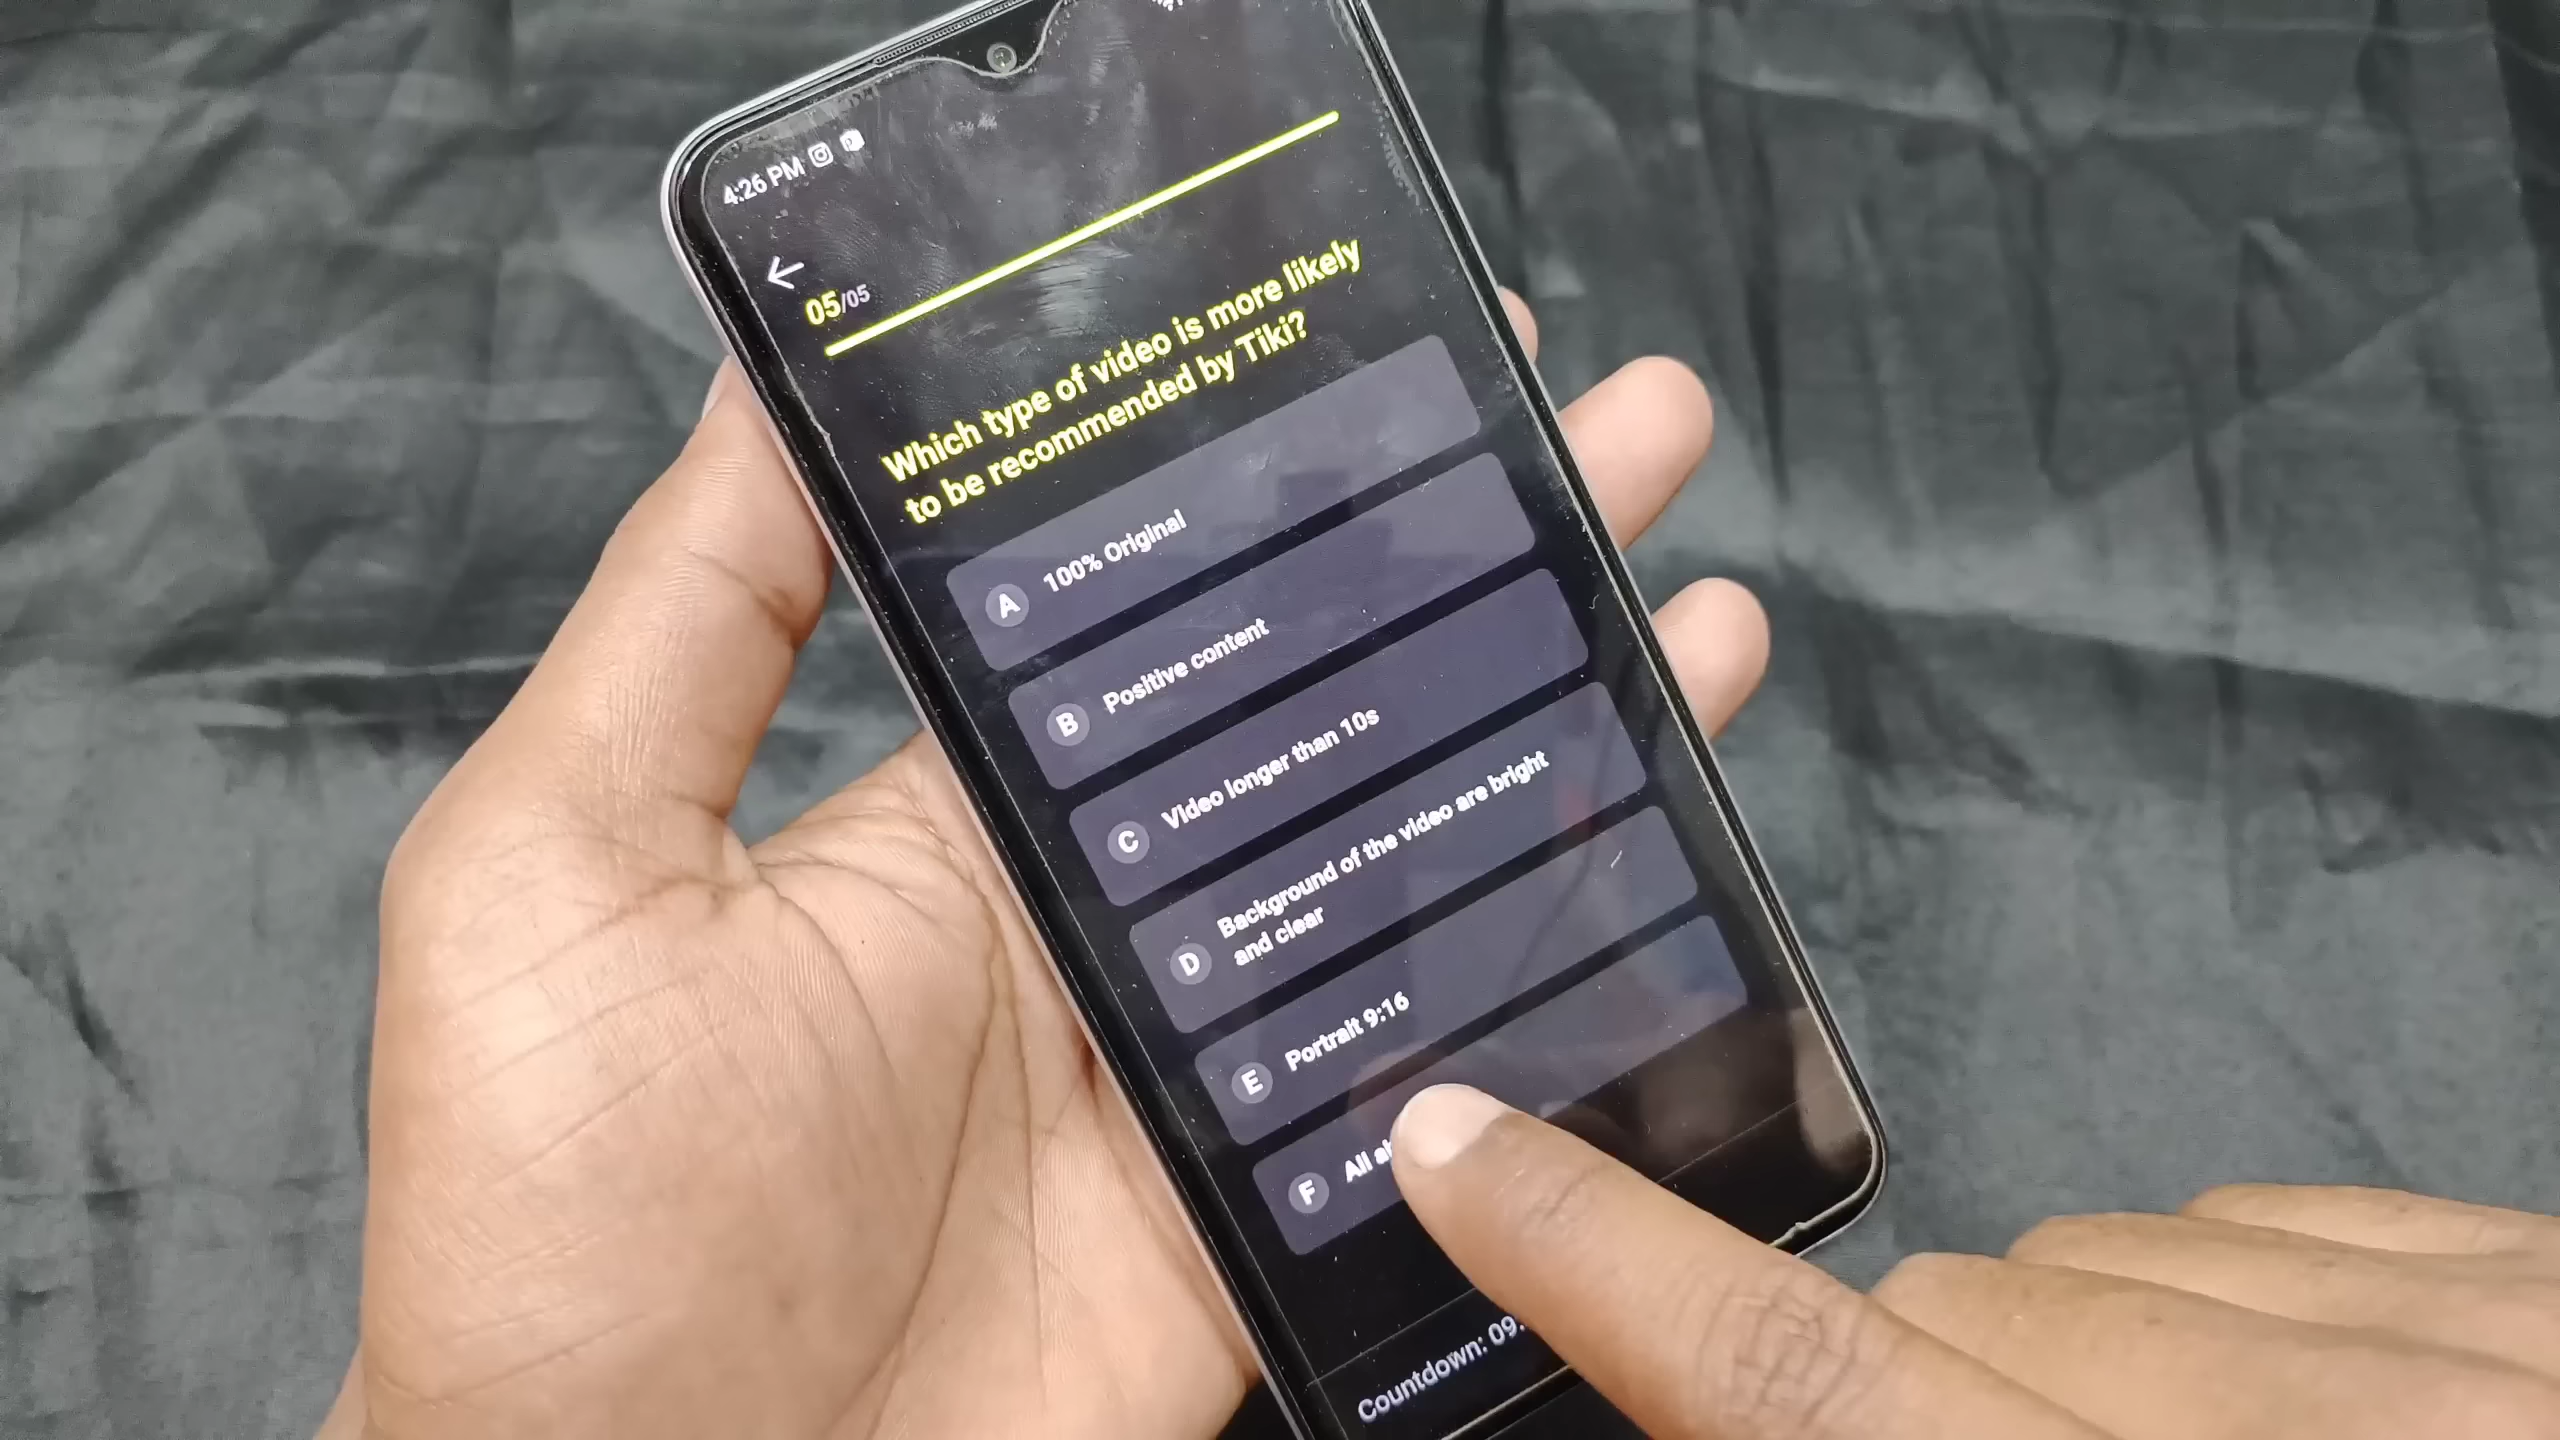 4:26 PM
05/05
Which type of video is more likely
to be recommended by Tiki?
A 100% Original
B Positive content
C Video longer than 10s
D Background of the video are bright
and clear
E Portrait 9:16
F All
Countdown: 09